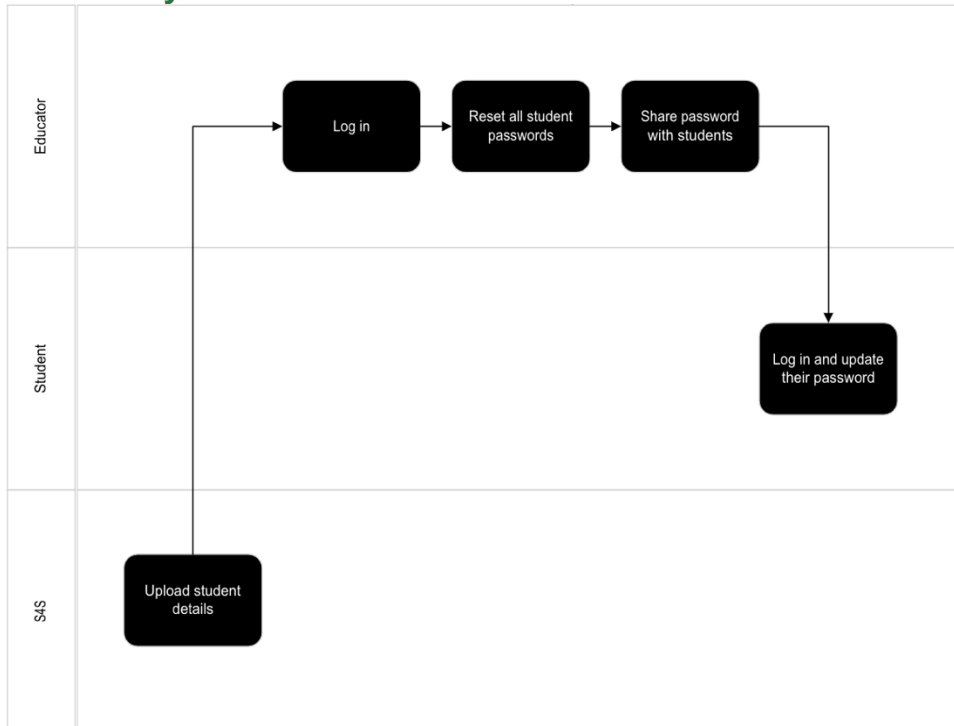 Educator
Log in
Reset all student
passwords
Share password
with students
Student
Log in and update
their password
S4S
Upload student
details